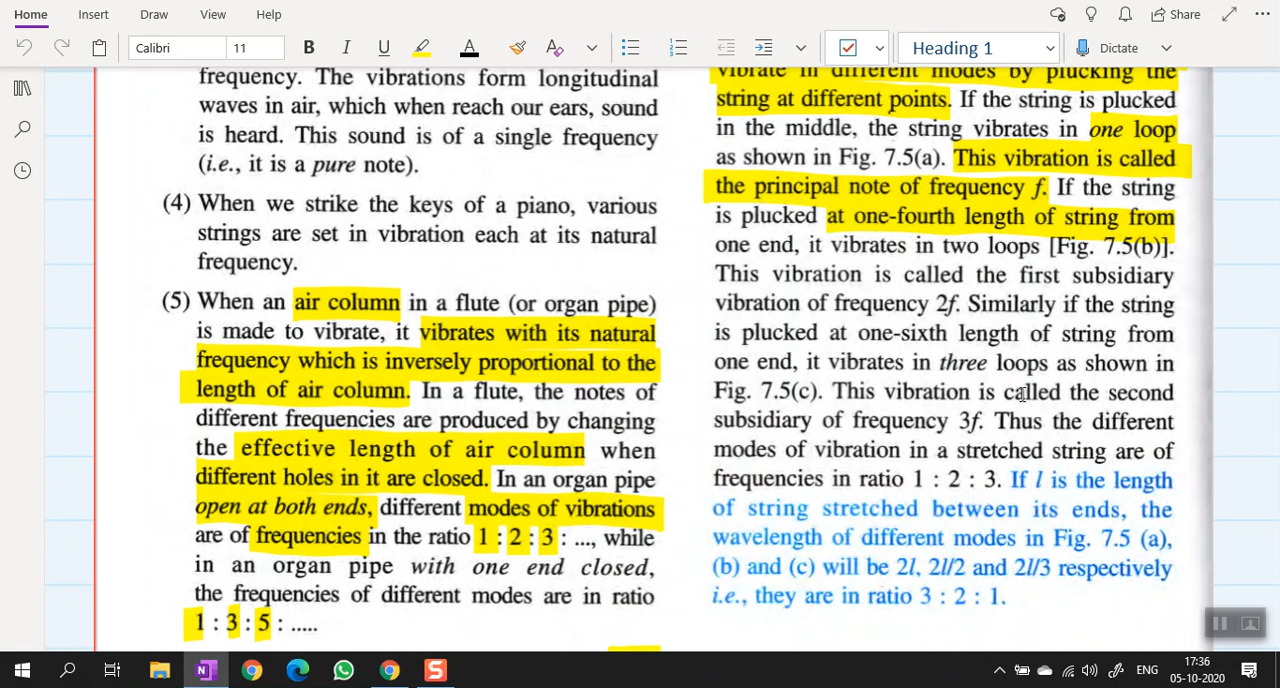 Home Insert Draw View Help Share
Calibri 11 B I U A Heading 1 Dictate
frequency. The vibrations form longitudinal
waves in air, which when reach our ears, sound
is heard. This sound is of a single frequency
(i.e., it is a pure note).
(4) When we strike the keys of a piano, various
strings are set in vibration each at its natural
frequency.
(5) When an air column in a flute (or organ pipe)
is made to vibrate, it vibrates with its natural
frequency which is inversely proportional to the
length of air column. In a flute, the notes of
different frequencies are produced by changing
the effective length of air column when
different holes in it are closed. In an organ pipe
open at both ends, different modes of vibrations
are of frequencies in the ratio 1 : 2 : 3 : ..., while
in an organ pipe with one end closed,
the frequencies of different modes are in ratio
1 : 3 : 5 : .....
vibrate in different modes by plucking the
string at different points. If the string is plucked
in the middle, the string vibrates in one loop
as shown in Fig. 7.5(a). This vibration is called
the principal note of frequency f. If the string
is plucked at one-fourth length of string from
one end, it vibrates in two loops [Fig. 7.5(b)].
This vibration is called the first subsidiary
vibration of frequency 2f. Similarly if the string
is plucked at one-sixth length of string from
one end, it vibrates in three loops as shown in
Fig. 7.5(c). This vibration is called the second
subsidiary of frequency 3f. Thus the different
modes of vibration in a stretched string are of
frequencies in ratio 1 : 2 : 3. If l is the length
of string stretched between its ends, the
wavelength of different modes in Fig. 7.5 (a),
(b) and (c) will be 2l, 2l/2 and 2l/3 respectively
i.e., they are in ratio 3 : 2 : 1.
ENG
17:36
05-10-2020